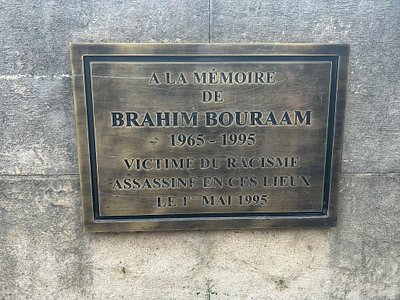 A LA MÉMOIRE
DE
BRAHIM BOURAAM
1965 - 1995
VICTIME DU RACISME
ASSASSINÉ EN CES LIEUX
LE 1ER MAI 1995